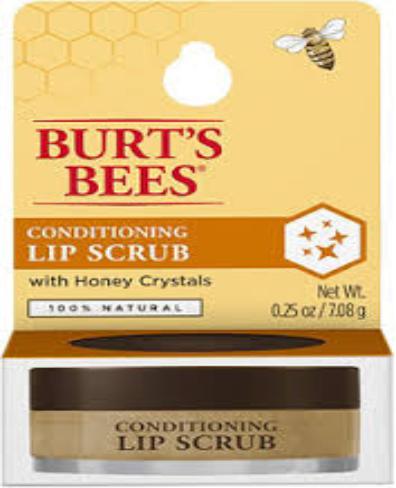 BURT'S
BEES®
CONDITIONING
LIP SCRUB
with Honey Crystals
100% NATURAL
Net Wt.
0.25 oz / 7.08 g
CONDITIONING
LIP SCRUB